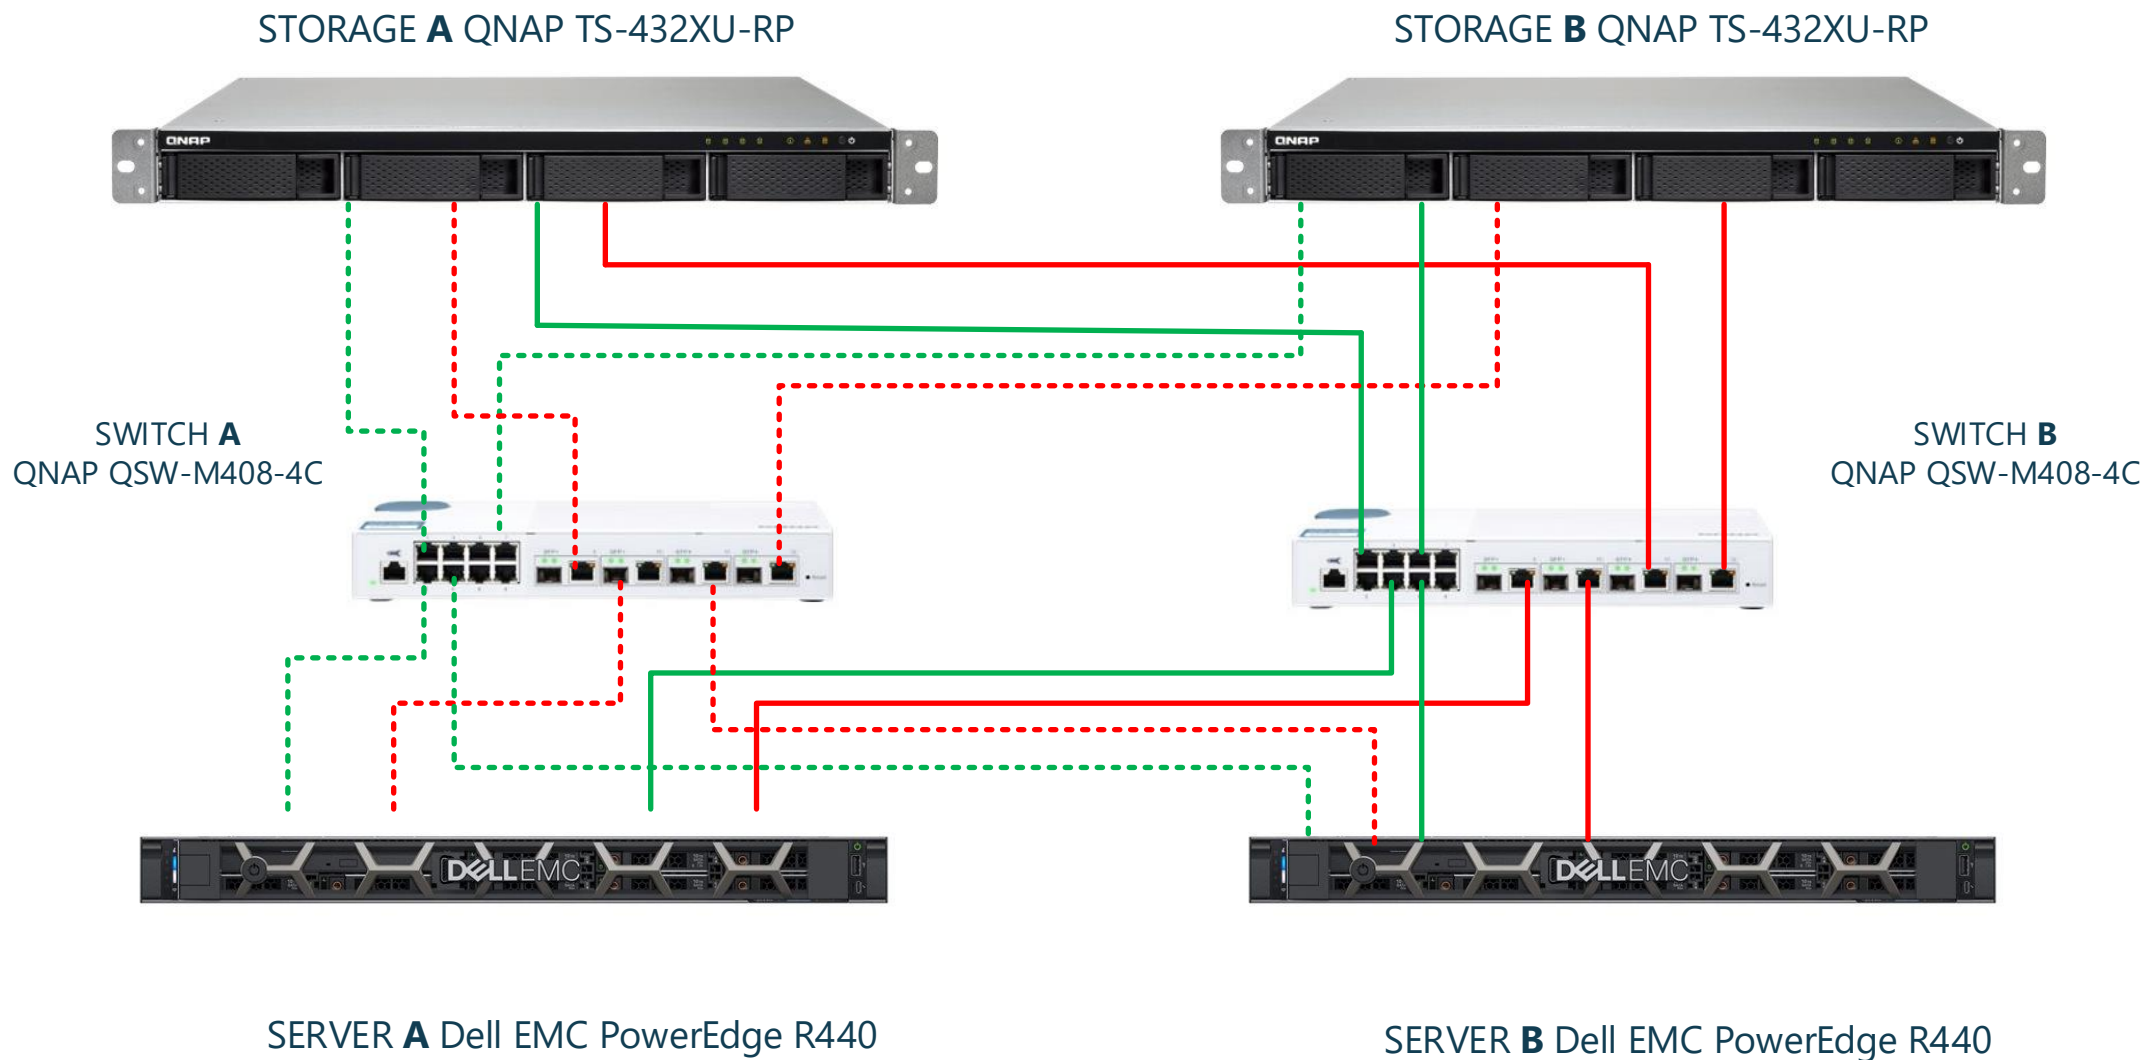 STORAGE A QNAP TS-432XU-RP
STORAGE B QNAP TS-432XU-RP
QNAP
QNAP
SWITCH A
QNAP QSW-M408-4C
SWITCH B
QNAP QSW-M408-4C
DELLEMC
DELLEMC
SERVER A Dell EMC PowerEdge R440
SERVER B Dell EMC PowerEdge R440